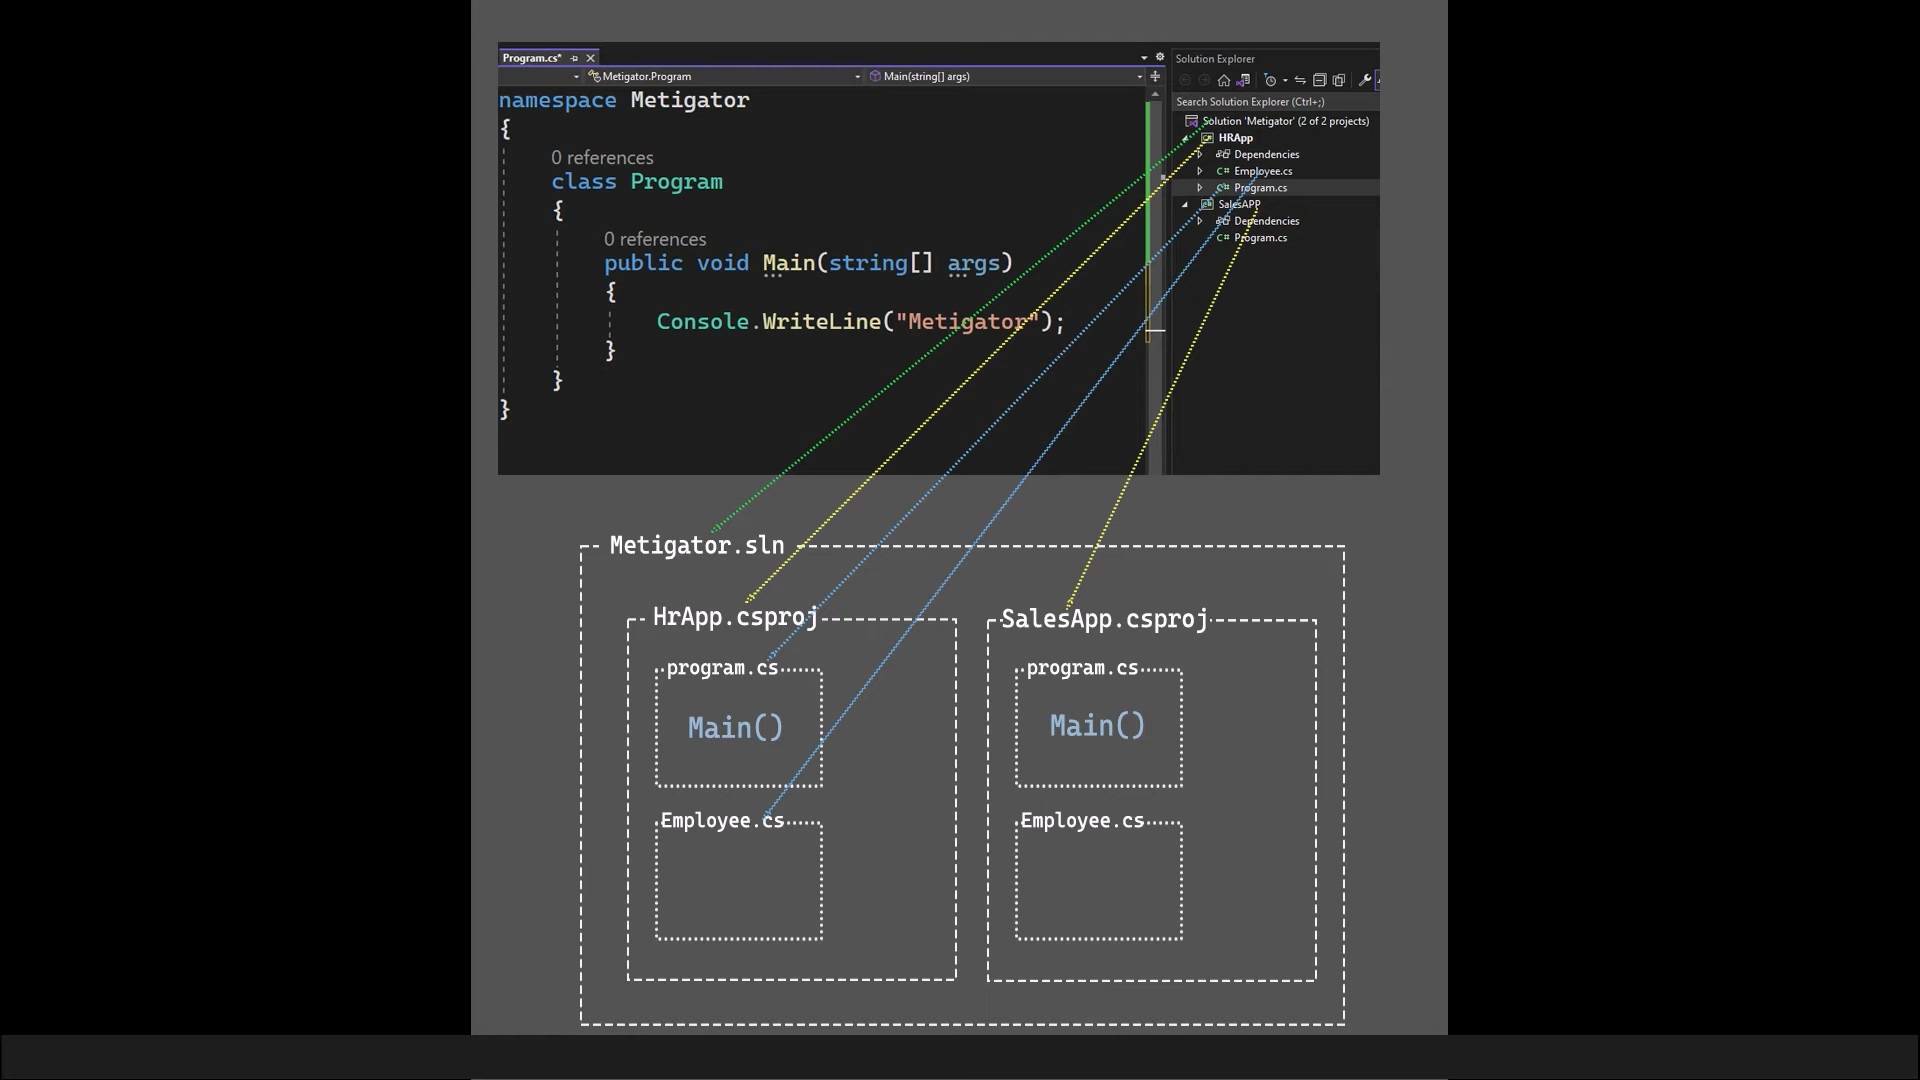 Program.cs*
Metigator.Program
Main(string[] args)
namespace Metigator
{
0 references
class Program
{
0 references
public void Main(string[] args)
{
Console.WriteLine("Metigator");
}
}
}
Solution Explorer
Search Solution Explorer (Ctrl+;)
Solution 'Metigator' (2 of 2 projects)
HRApp
Dependencies
C# Employee.cs
C# Program.cs
SalesAPP
Dependencies
C# Program.cs
Metigator.sln
HrApp.csproj
program.cs
Main()
Employee.cs
SalesApp.csproj
program.cs
Main()
Employee.cs